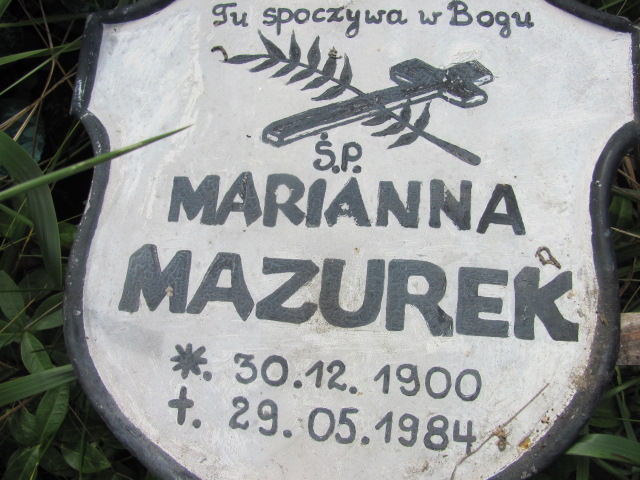 Tu spoczywa w Bogu
Ś.P.
MARIANNA
MAZUREK
*. 30.12.1900
†. 29.05.1984